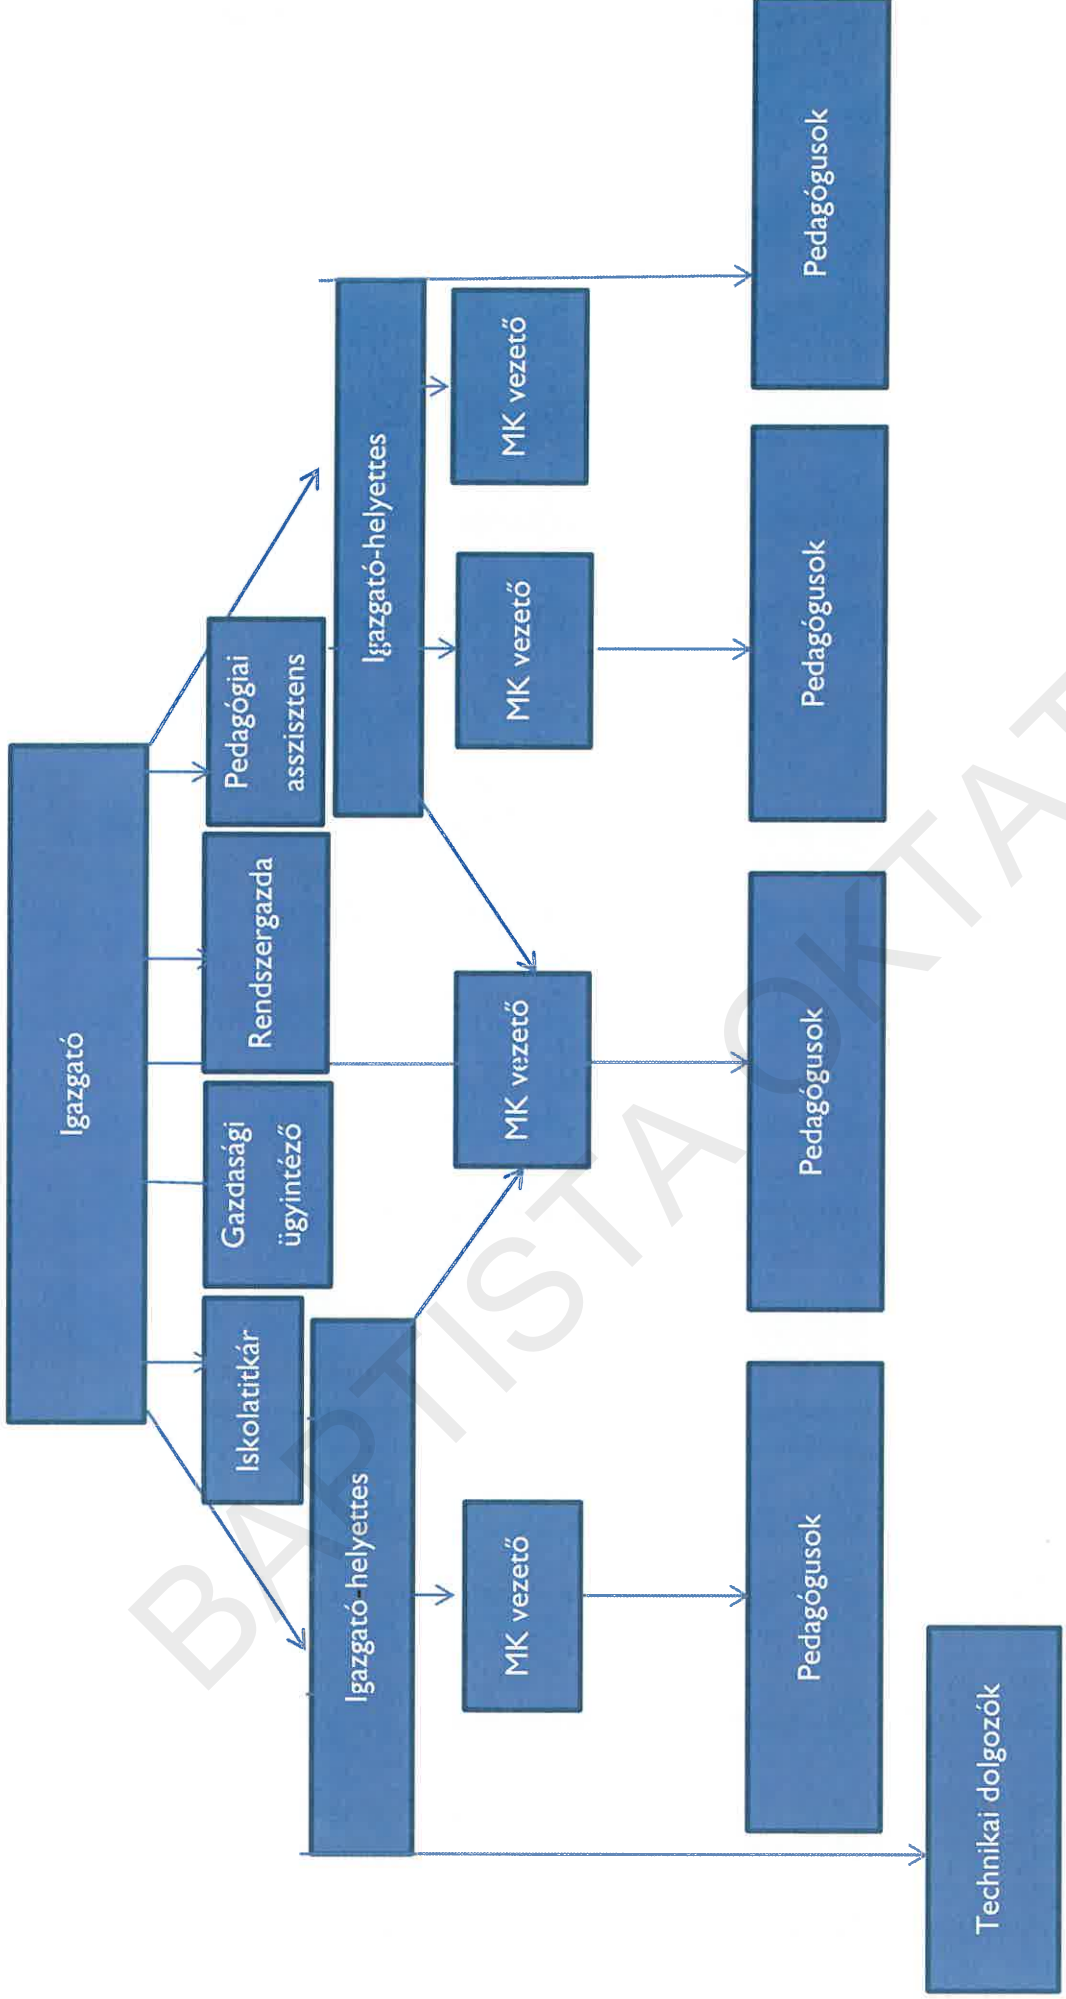 Igazgató
Iskolatitkár
Gazdasági
ügyintéző
Rendszergazda
Pedagógiai
asszisztens
Igazgató-helyettes
Igazgató-helyettes
MK vezető
MK vezető
MK vezető
MK vezető
Pedagógusok
Pedagógusok
Pedagógusok
Pedagógusok
Technikai dolgozók
BAPTISTA OKTAT